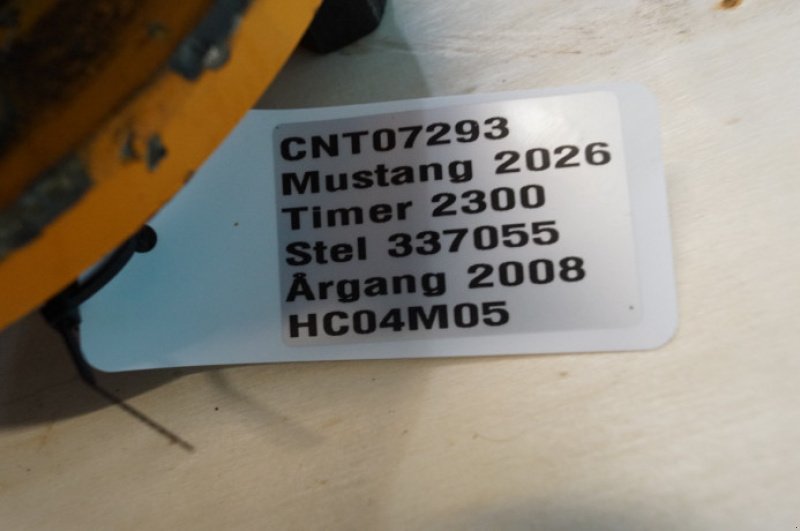 CNT07293
Mustang 2026
Timer 2300
Stel 337055
Årgang 2008
HC04M05